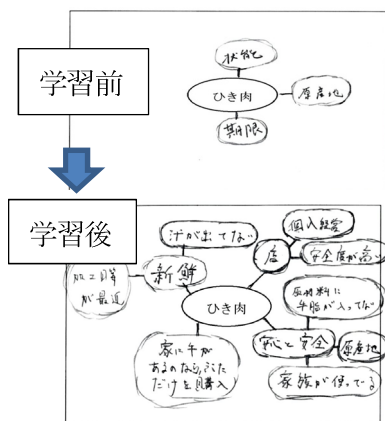 学習前
状態
ひき肉
原産地
期限
学習後
汁が出てない
個人経営
店
安全度が高い
新鮮
加工日等
が最近
ひき肉
原材料に
牛脂が入ってない
安心と安全
原産地
家に牛が
あるのなら、ぶた
だけを購入
家族が使ってる